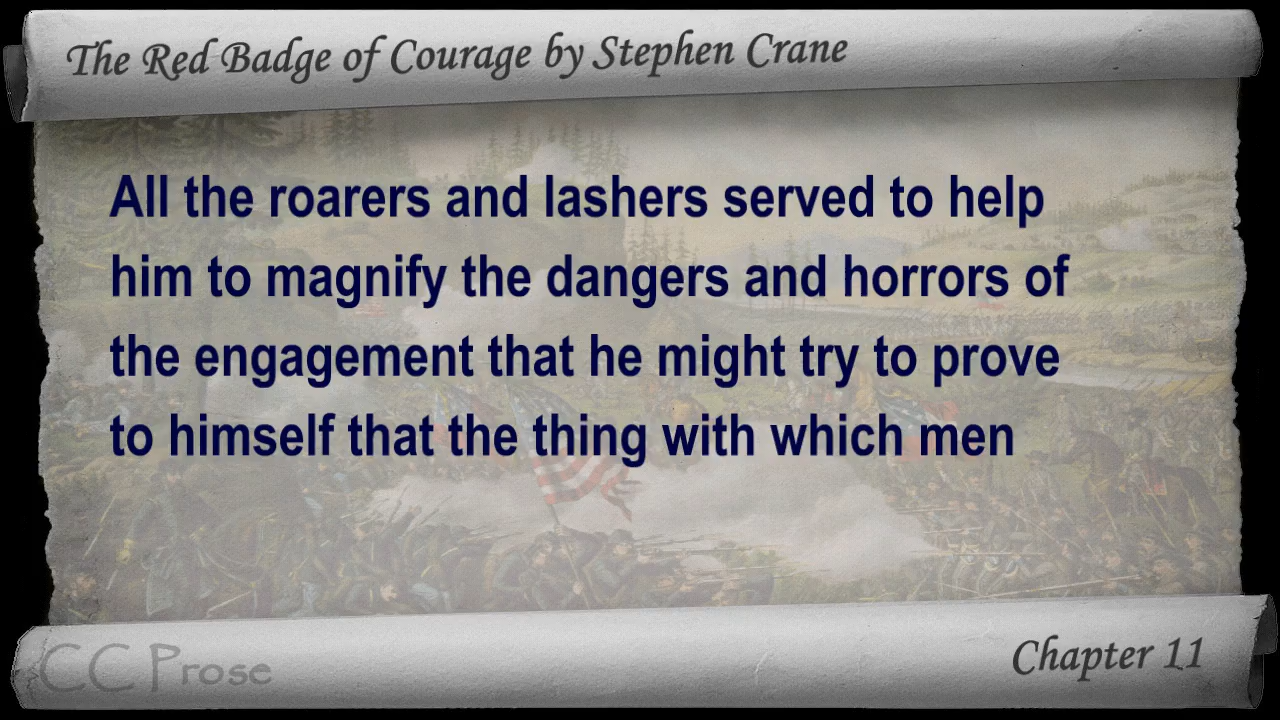 The Red Badge of Courage by Stephen Crane
All the roarers and lashers served to help
him to magnify the dangers and horrors of
the engagement that he might try to prove
to himself that the thing with which men
CC Prose
Chapter 11